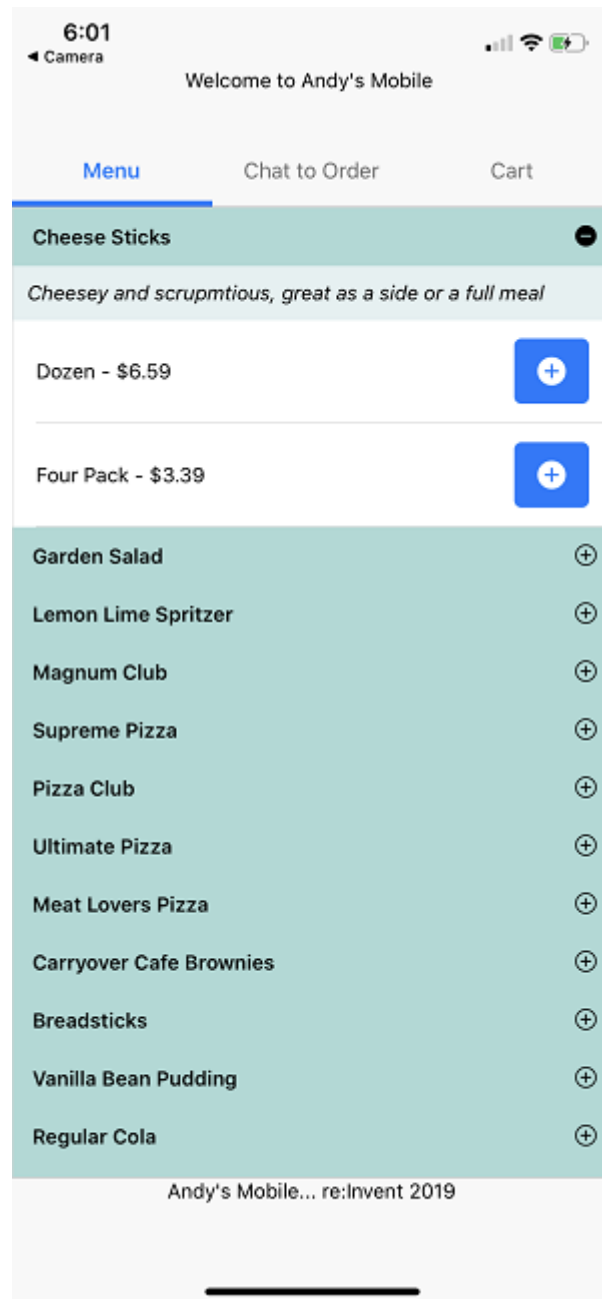 6:01
◀ Camera
Welcome to Andy's Mobile
Menu Chat to Order Cart
Cheese Sticks
Cheesey and scrupmtious, great as a side or a full meal
Dozen - $6.59
Four Pack - $3.39
Garden Salad
Lemon Lime Spritzer
Magnum Club
Supreme Pizza
Pizza Club
Ultimate Pizza
Meat Lovers Pizza
Carryover Cafe Brownies
Breadsticks
Vanilla Bean Pudding
Regular Cola
Andy's Mobile... re:Invent 2019